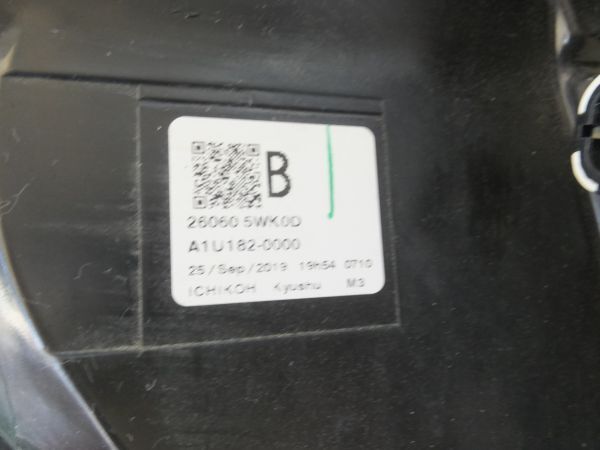 B
26060 5WK0D
A1U182-0000
25/Sep/2019 19h54 0710
ICHIKOH Kyushu M3